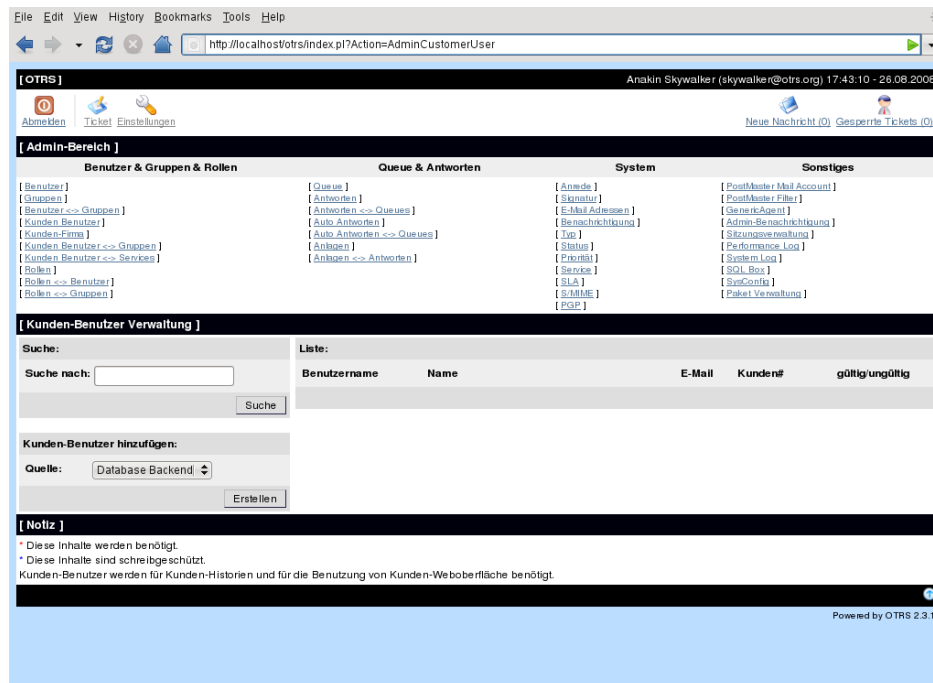 File Edit View History Bookmarks Tools Help
http://localhost/otrs/index.pl?Action=AdminCustomerUser
[ OTRS ] Anakin Skywalker (skywalker@otrs.org) 17:43:10 - 26.08.2008
Abmelden Ticket Einstellungen Neue Nachricht (0) Gesperrte Tickets (0)
[ Admin-Bereich ]
Benutzer & Gruppen & Rollen Queue & Antworten System Sonstiges
[ Benutzer ] [ Queue ] [ Anrede ] [ PostMaster Mail Account ]
[ Gruppen ] [ Antworten ] [ Signatur ] [ PostMaster Filter ]
[ Benutzer <-> Gruppen ] [ Antworten <-> Queues ] [ E-Mail Adressen ] [ GenericAgent ]
[ Kunden Benutzer ] [ Auto Antworten ] [ Benachrichtigung ] [ Admin-Benachrichtigung ]
[ Kunden-Firma ] [ Auto Antworten <-> Queues ] [ Typ ] [ Sitzungsverwaltung ]
[ Kunden Benutzer <-> Gruppen ] [ Anlagen ] [ Status ] [ Performance Log ]
[ Kunden Benutzer <-> Services ] [ Anlagen <-> Antworten ] [ Priorität ] [ System Log ]
[ Rollen ] [ Service ] [ SQL Box ]
[ Rollen <-> Benutzer ] [ SLA ] [ SysConfig ]
[ Rollen <-> Gruppen ] [ S/MIME ] [ Paket Verwaltung ]
[ PGP ]
[ Kunden-Benutzer Verwaltung ]
Suche: Liste:
Suche nach: Benutzername Name E-Mail Kunden# gültig/ungültig
Suche
Kunden-Benutzer hinzufügen:
Quelle: Database Backend
Erstellen
[ Notiz ]
* Diese Inhalte werden benötigt.
* Diese Inhalte sind schreibgeschützt.
Kunden-Benutzer werden für Kunden-Historien und für die Benutzung von Kunden-Weboberfläche benötigt.
Powered by OTRS 2.3.1